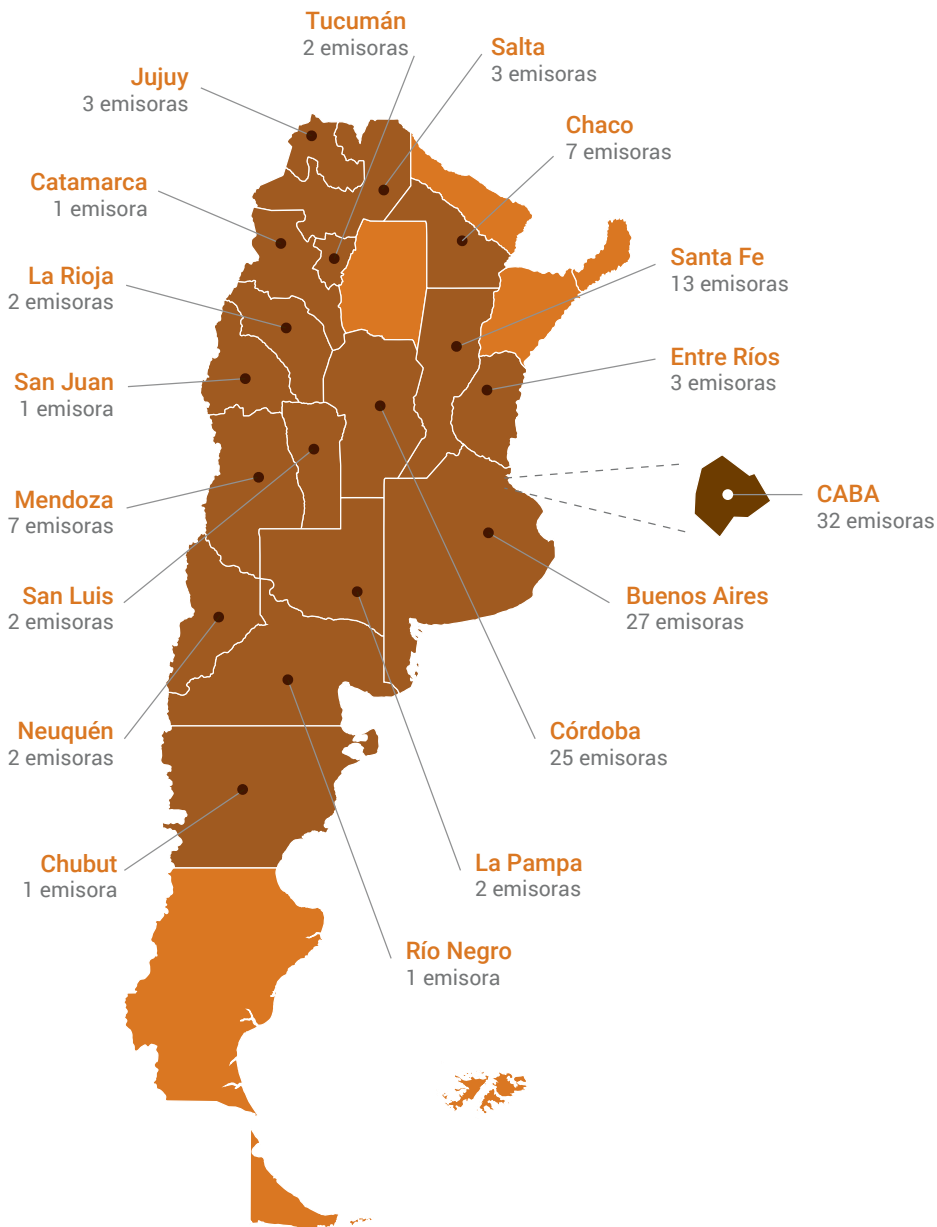 Tucumán
2 emisoras
Salta
3 emisoras
Jujuy
3 emisoras
Chaco
7 emisoras
Catamarca
1 emisora
Santa Fe
13 emisoras
La Rioja
2 emisoras
Entre Ríos
3 emisoras
San Juan
1 emisora
Mendoza
7 emisoras
CABA
32 emisoras
San Luis
2 emisoras
Buenos Aires
27 emisoras
Neuquén
2 emisoras
Córdoba
25 emisoras
Chubut
1 emisora
La Pampa
2 emisoras
Río Negro
1 emisora